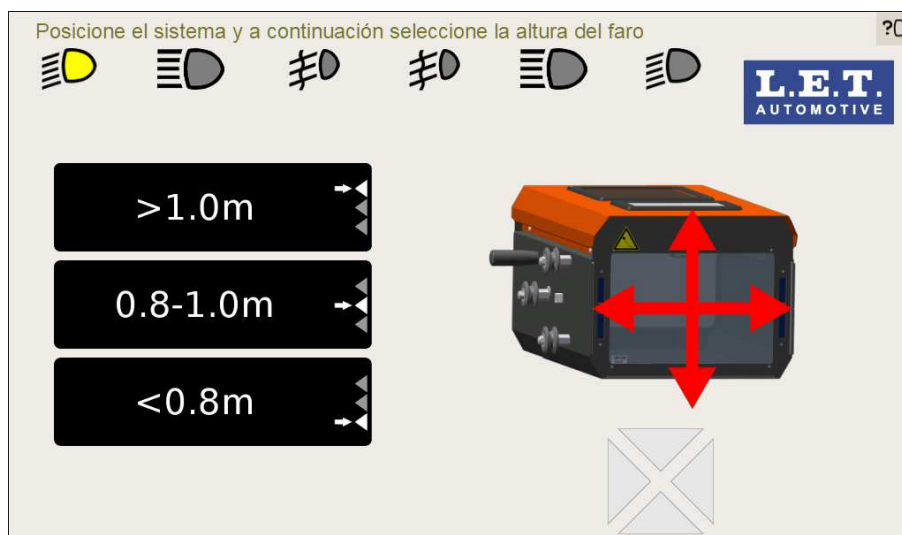 Posicione el sistema y a continuación seleccione la altura del faro
?
L.E.T.
AUTOMOTIVE
>1.0m
0.8-1.0m
<0.8m